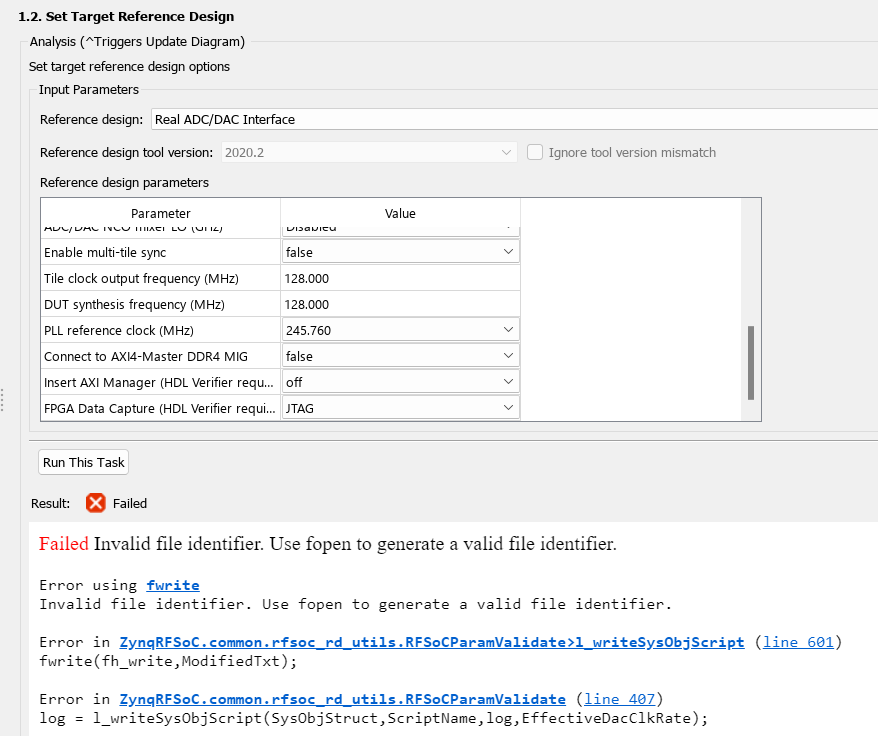 1.2. Set Target Reference Design
Analysis (^Triggers Update Diagram)
Set target reference design options
Input Parameters
Reference design: Real ADC/DAC Interface
Reference design tool version: 2020.2 Ignore tool version mismatch
Reference design parameters
Parameter Value
ADC/DAC NCO mixer LO (GHz) Disabled
Enable multi-tile sync false
Tile clock output frequency (MHz) 128.000
DUT synthesis frequency (MHz) 128.000
PLL reference clock (MHz) 245.760
Connect to AXI4-Master DDR4 MIG false
Insert AXI Manager (HDL Verifier requ... off
FPGA Data Capture (HDL Verifier requi... JTAG
Run This Task
Result: Failed
Failed Invalid file identifier. Use fopen to generate a valid file identifier.
Error using fwrite
Invalid file identifier. Use fopen to generate a valid file identifier.
Error in ZynqRFSoC.common.rfsoc_rd_utils.RFSoCParamValidate>l_writeSysObjScript (line 601)
fwrite(fh_write,ModifiedTxt);
Error in ZynqRFSoC.common.rfsoc_rd_utils.RFSoCParamValidate (line 407)
log = l_writeSysObjScript(SysObjStruct,ScriptName,log,EffectiveDacClkRate);